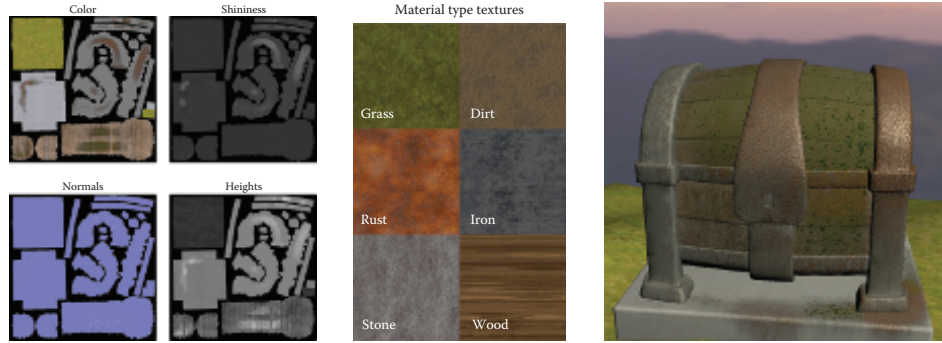 Color
Shininess
Normals
Heights
Material type textures
Grass
Dirt
Rust
Iron
Stone
Wood